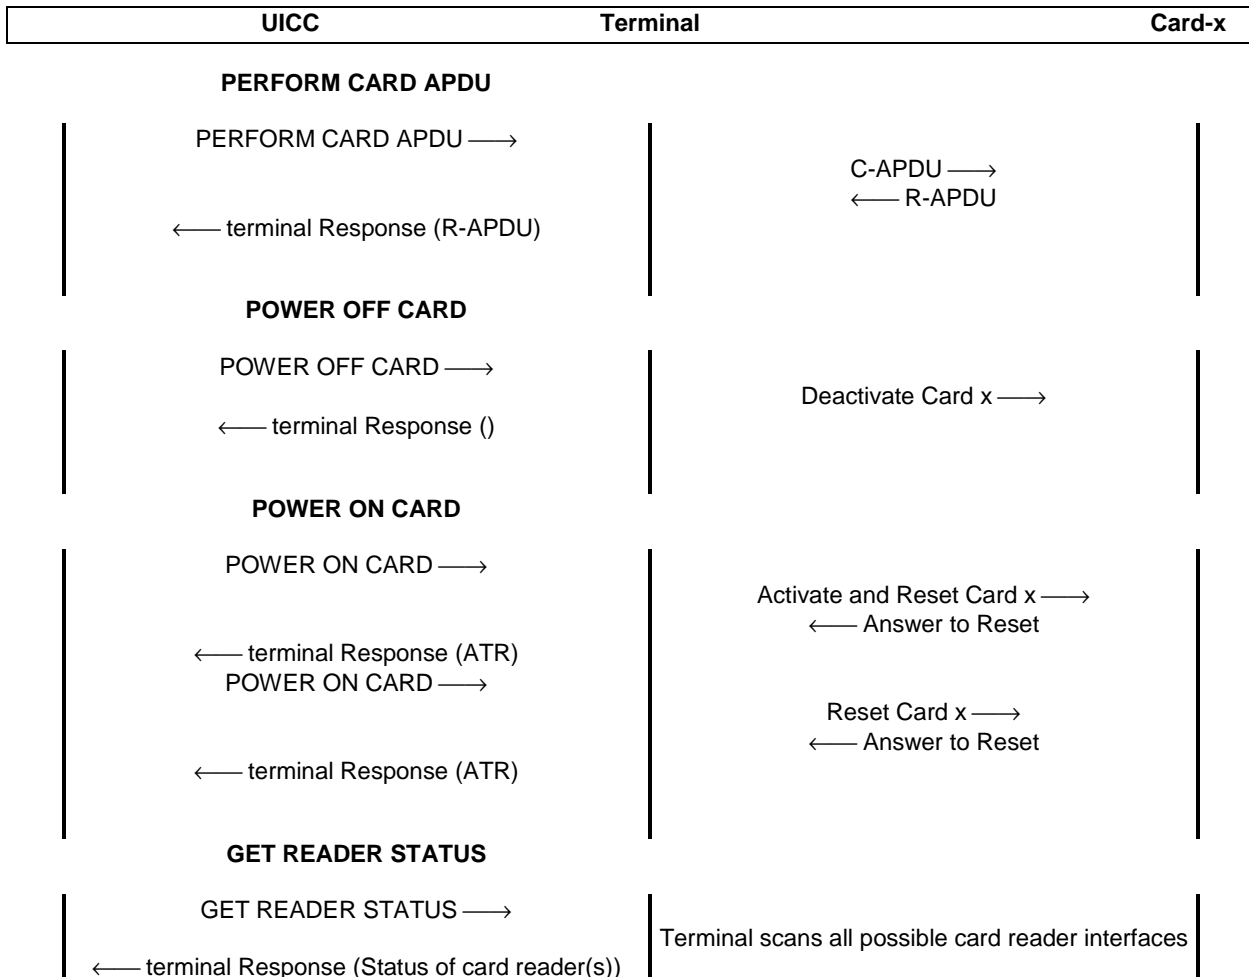 UICC Terminal Card-x
PERFORM CARD APDU
PERFORM CARD APDU ⟶
C-APDU ⟶
⟵ R-APDU
⟵ terminal Response (R-APDU)
POWER OFF CARD
POWER OFF CARD ⟶
Deactivate Card x ⟶
⟵ terminal Response ()
POWER ON CARD
POWER ON CARD ⟶
Activate and Reset Card x ⟶
⟵ Answer to Reset
⟵ terminal Response (ATR)
POWER ON CARD ⟶
Reset Card x ⟶
⟵ Answer to Reset
⟵ terminal Response (ATR)
GET READER STATUS
GET READER STATUS ⟶
Terminal scans all possible card reader interfaces
⟵ terminal Response (Status of card reader(s))